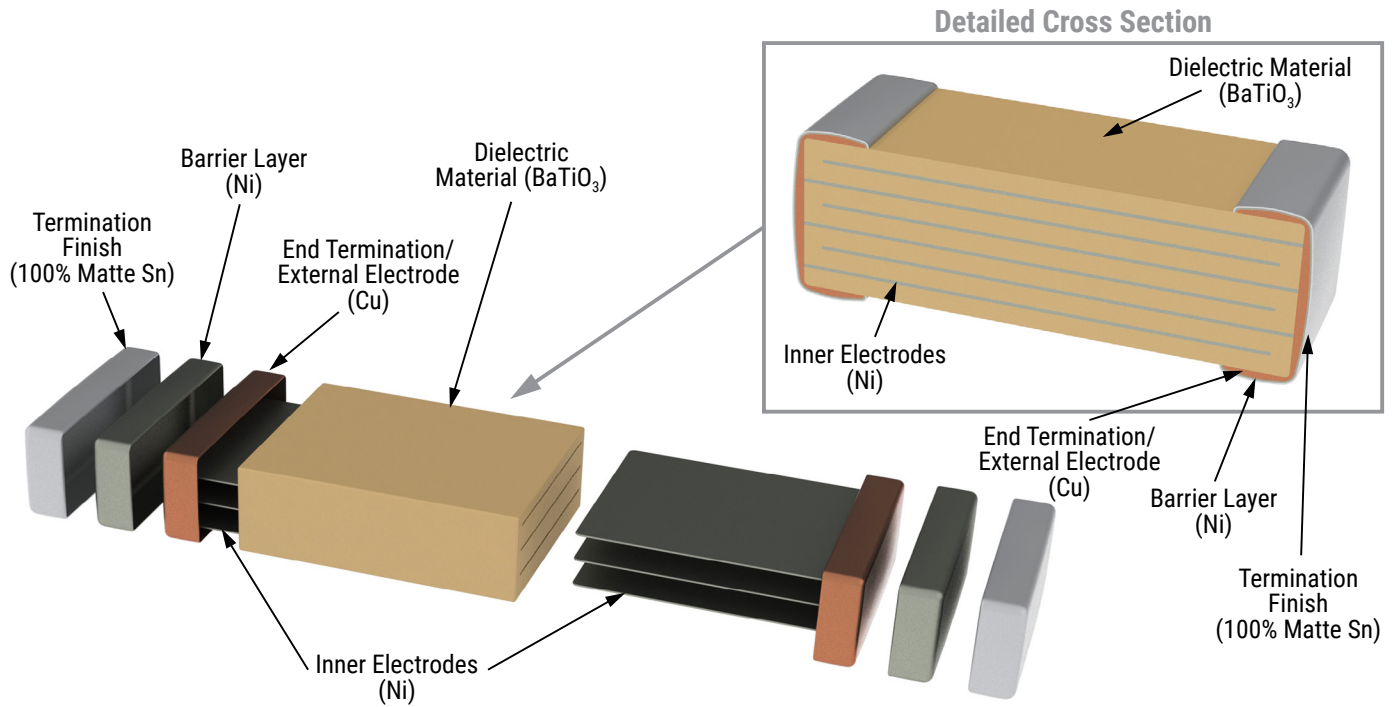 Detailed Cross Section
Dielectric Material
(BaTiO₃)
Inner Electrodes
(Ni)
End Termination/
External Electrode
(Cu)
Barrier Layer
(Ni)
Termination
Finish
(100% Matte Sn)
Barrier Layer
(Ni)
Dielectric
Material (BaTiO₃)
Termination
Finish
(100% Matte Sn)
End Termination/
External Electrode
(Cu)
Inner Electrodes
(Ni)